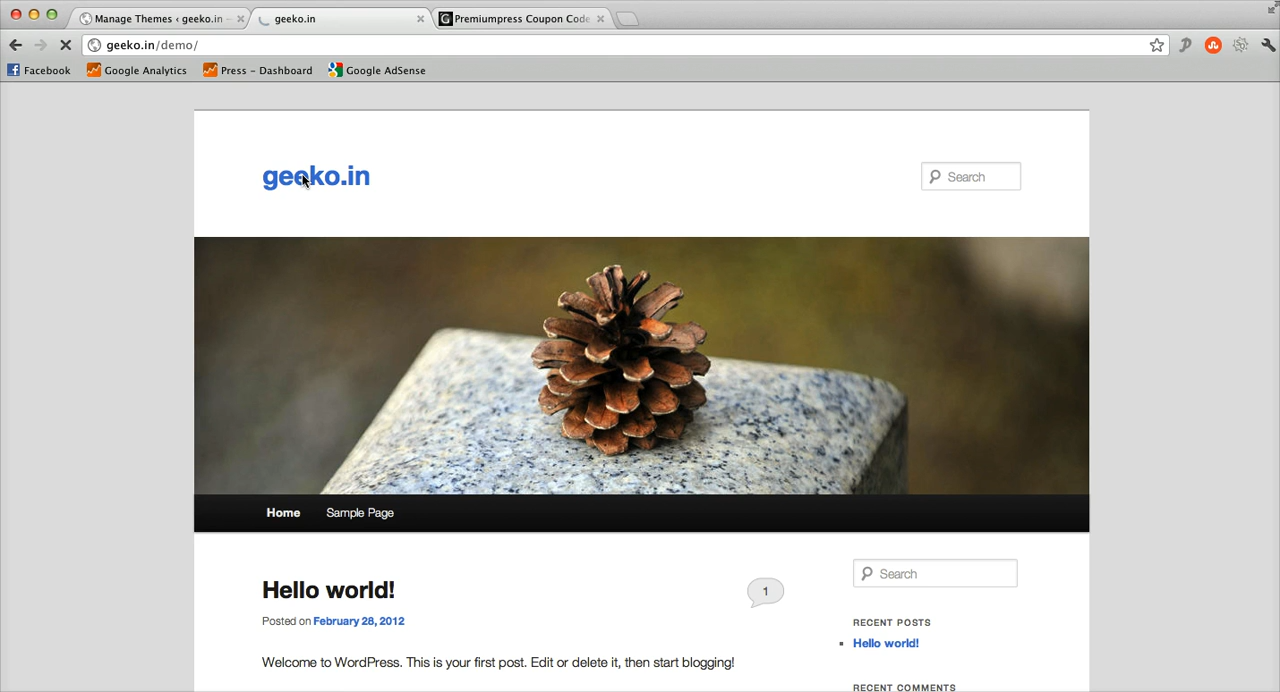 Manage Themes ‹ geeko.in —
geeko.in
Premiumpress Coupon Code
geeko.in/demo/
Facebook
Google Analytics
Press – Dashboard
Google AdSense
geeko.in
Search
Home
Sample Page
Hello world!
1
Posted on February 28, 2012
Welcome to WordPress. This is your first post. Edit or delete it, then start blogging!
Search
RECENT POSTS
Hello world!
RECENT COMMENTS